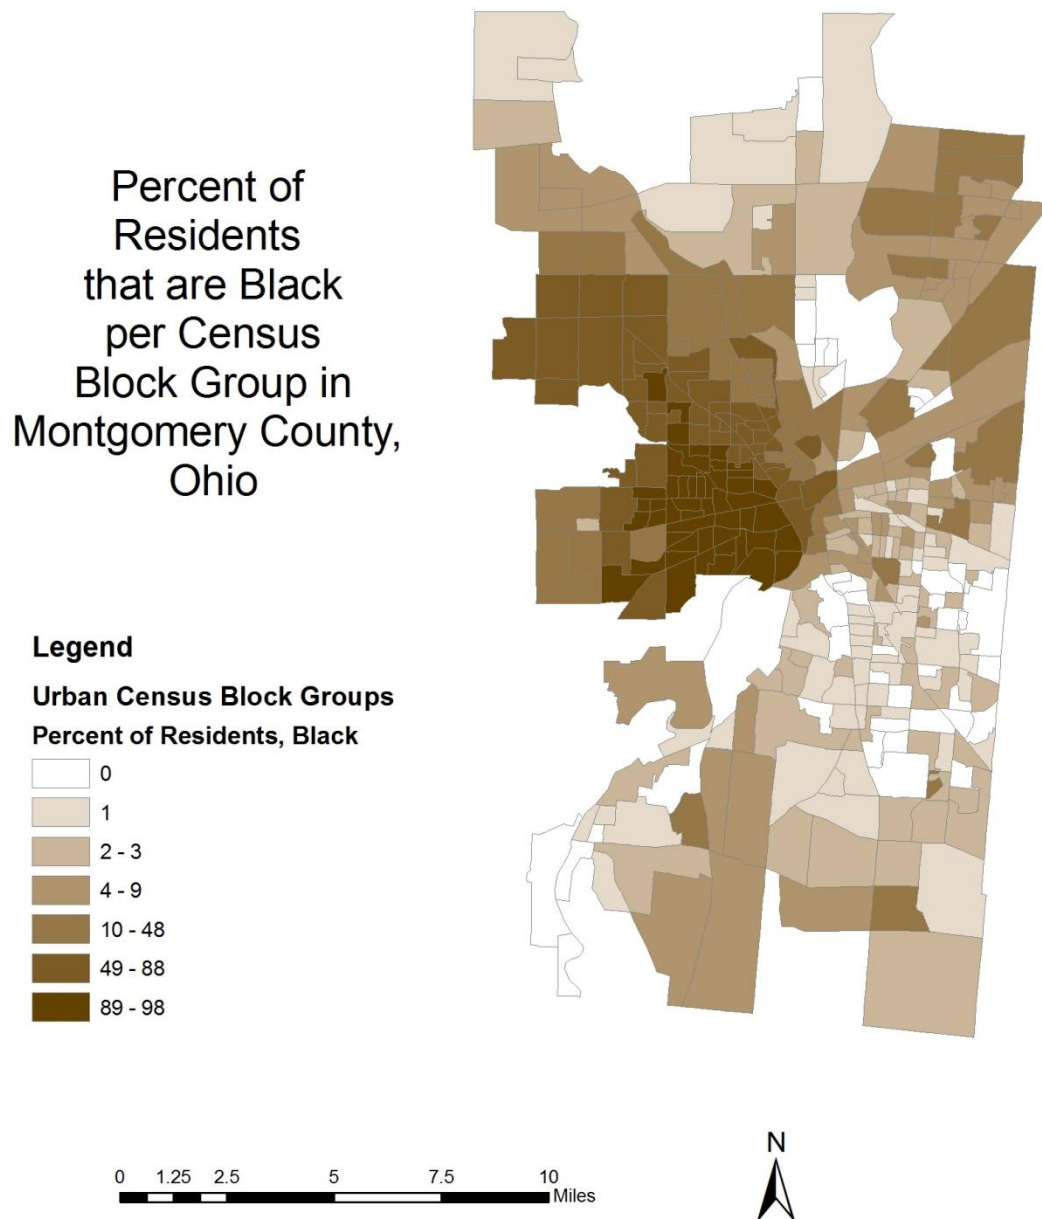 Percent of
Residents
that are Black
per Census
Block Group in
Montgomery County,
Ohio
Legend
Urban Census Block Groups
Percent of Residents, Black
0
1
2 - 3
4 - 9
10 - 48
49 - 88
89 - 98
0 1.25 2.5 5 7.5 10
Miles
N